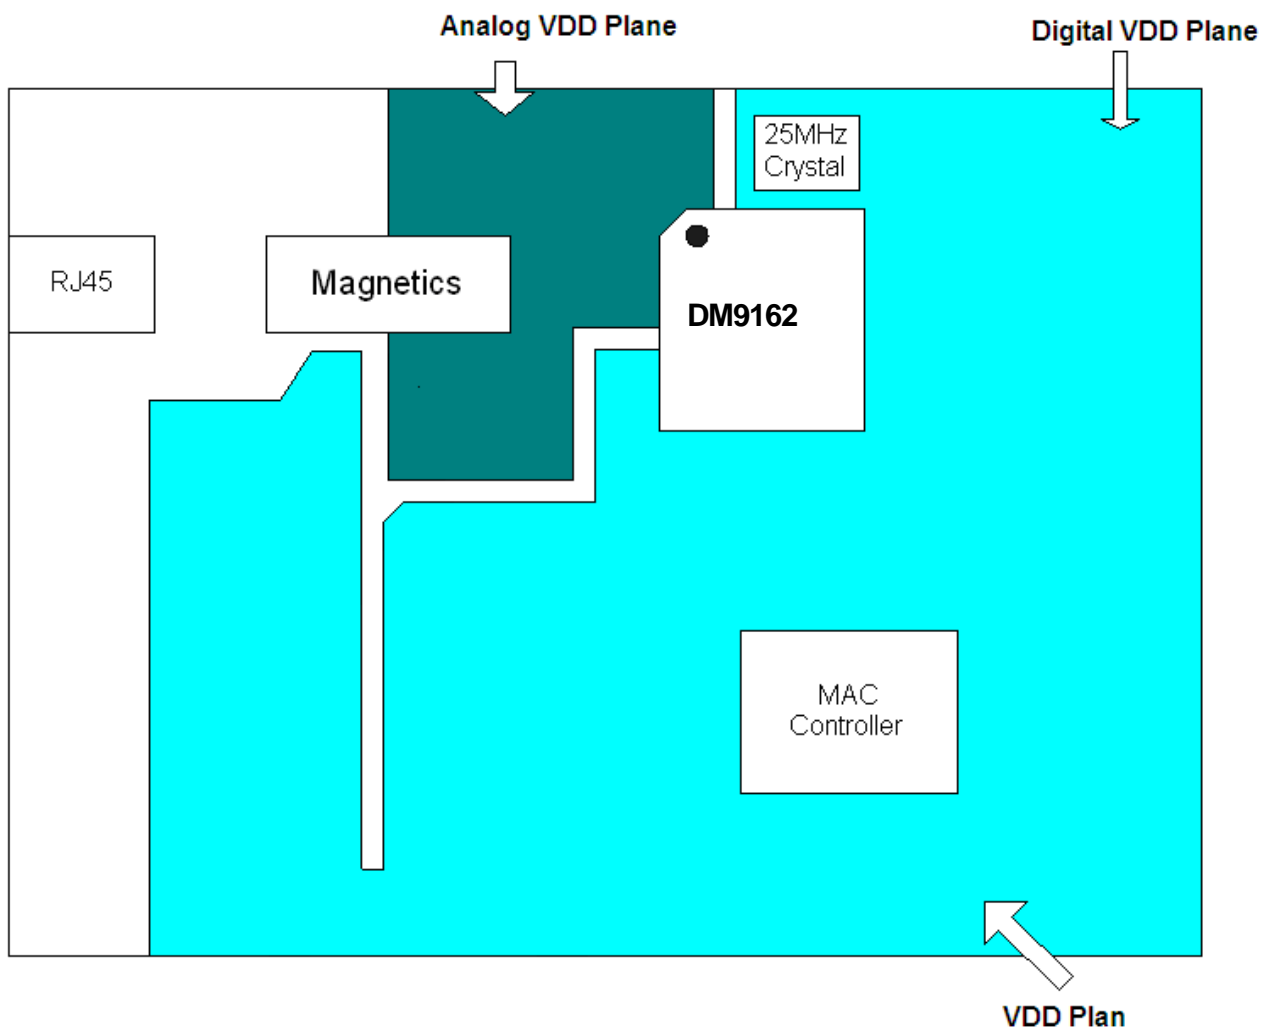 Analog VDD Plane
Digital VDD Plane
25MHz
Crystal
RJ45
Magnetics
DM9162
MAC
Controller
VDD Plan